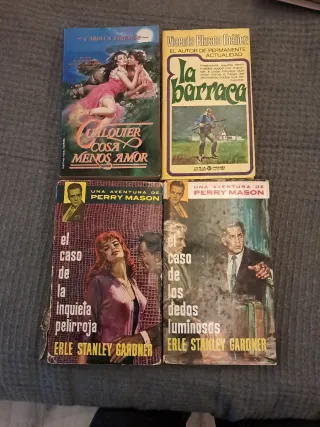 CUALQUIER
COSA
MENOS AMOR
Vicente Blasco Ibáñez
EL AUTOR DE PERMANENTE
ACTUALIDAD
la
barraca
UNA AVENTURA DE
PERRY MASON
el
caso
de
la
inquieta
pelirroja
ERLE STANLEY GARDNER
UNA AVENTURA DE
PERRY MASON
el
caso
de
los
dedos
luminosos
ERLE STANLEY GARDNER